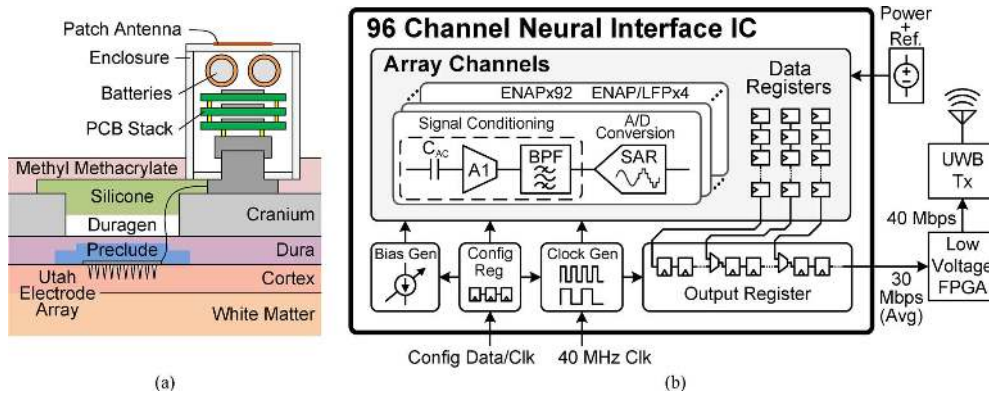 Patch Antenna
Enclosure
Batteries
PCB Stack
Methyl Methacrylate
Silicone
Cranium
Duragen
Preclude
Dura
Utah
Electrode
Array
Cortex
White Matter
(a)
96 Channel Neural Interface IC
Array Channels
ENAPx92 ENAP/LFPx4
Signal Conditioning
A/D
Conversion
CAC
A1
BPF
SAR
Data
Registers
Power
+
Ref.
UWB
Tx
40 Mbps
Low
Voltage
FPGA
30
Mbps
(Avg)
Bias Gen
Config
Reg
Clock Gen
Output Register
Config Data/Clk
40 MHz Clk
(b)